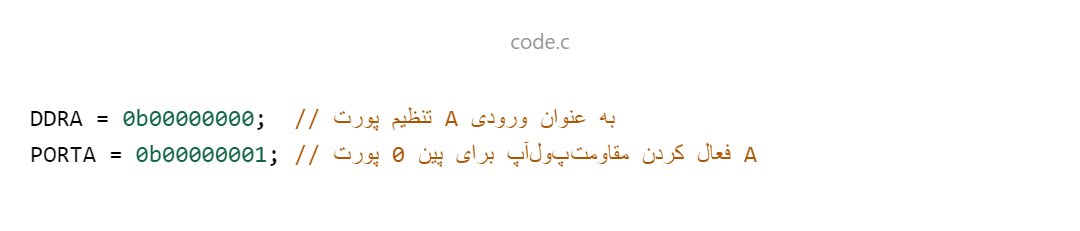 code.c
DDRA = 0b00000000;  // تنظیم پورت A به عنوان ورودی
PORTA = 0b00000001; // فعال کردن مقاومت‌پول‌آپ برای پین 0 پورت A